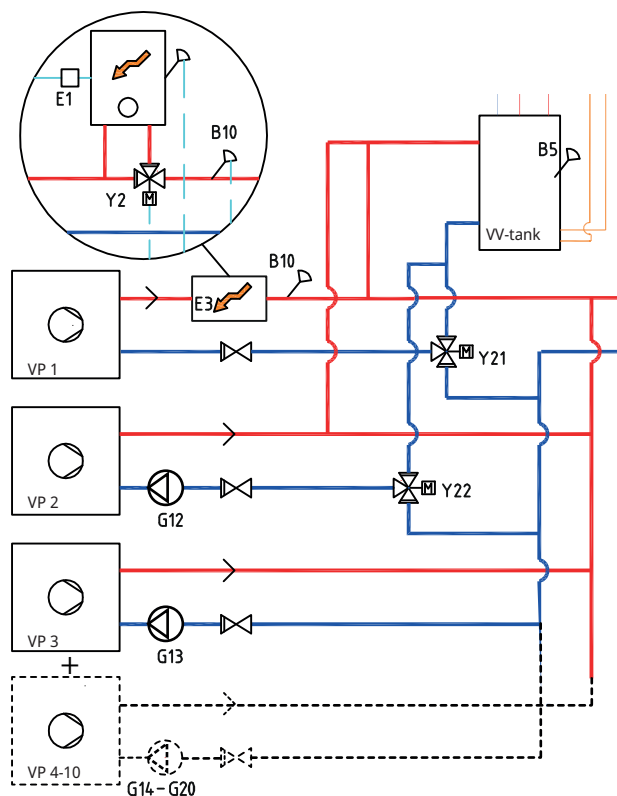 E1
B10
Y2
M
B5
VV-tank
B10
E3
VP 1
M
Y21
VP 2
G12
M
Y22
VP 3
G13
+
VP 4-10
G14-G20